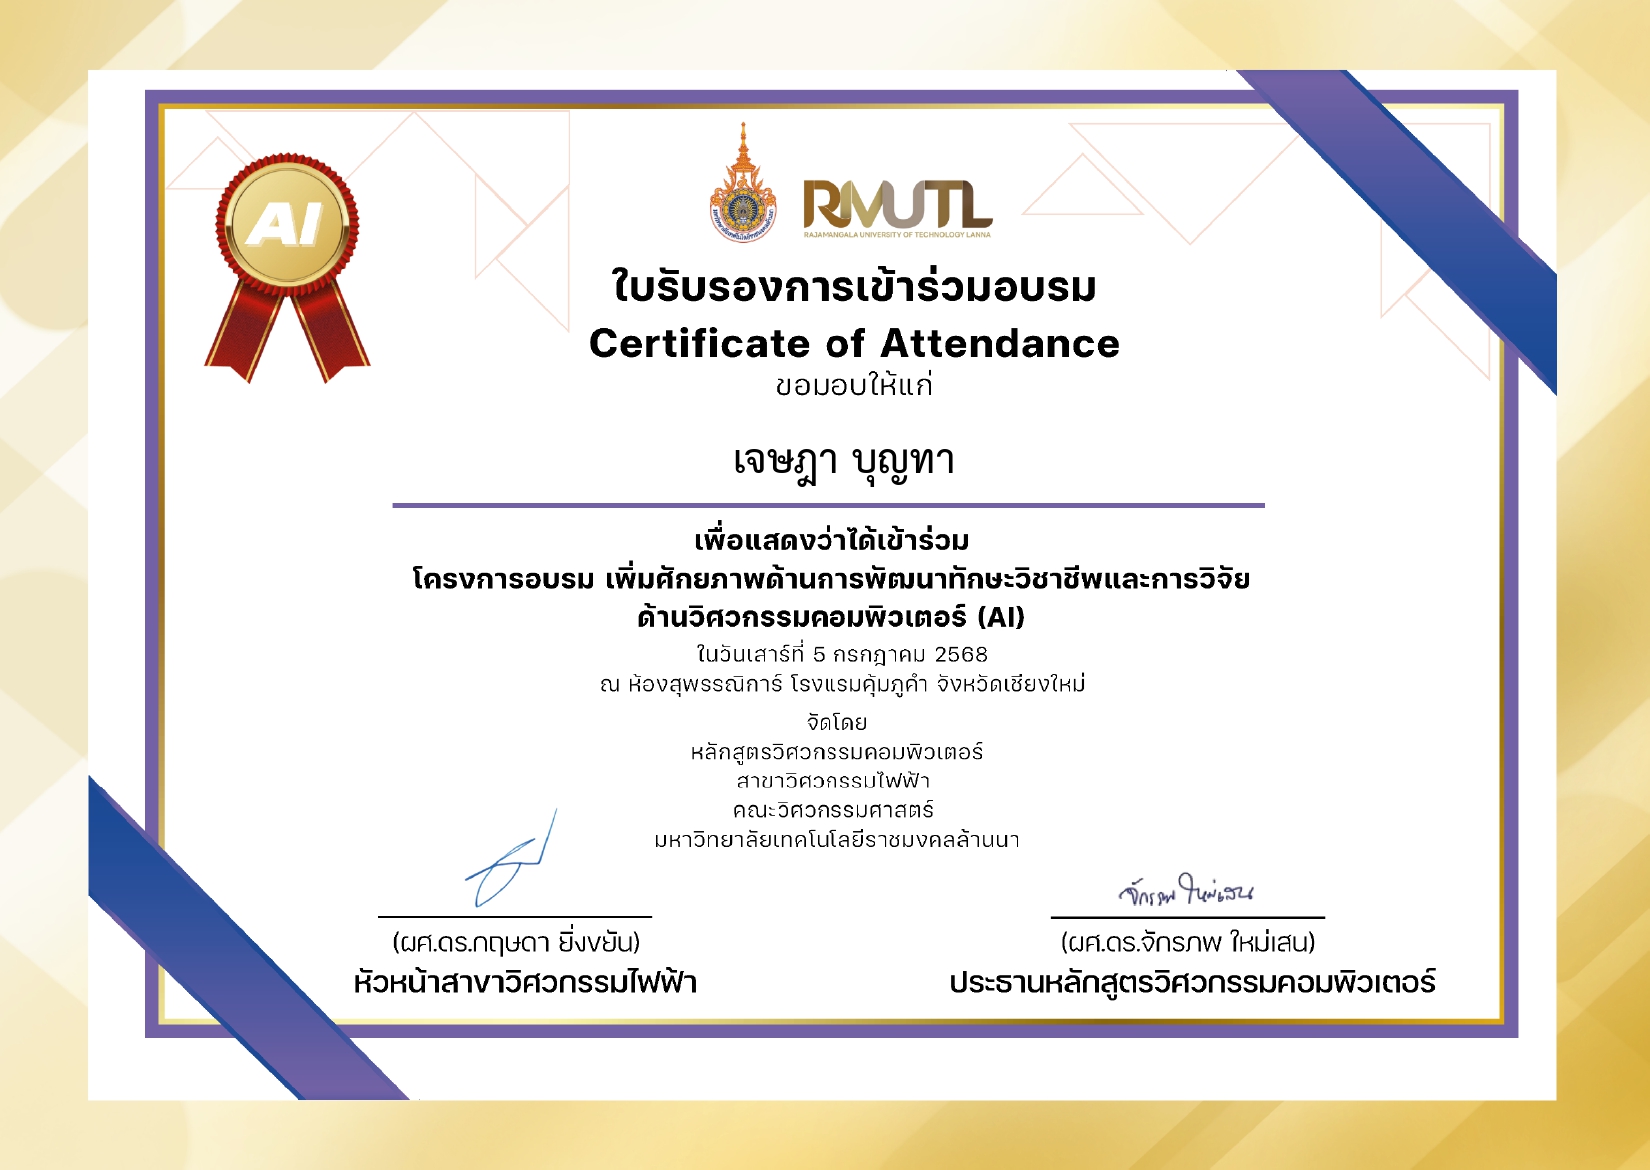 AI
RMUTL
RAJAMANGALA UNIVERSITY OF TECHNOLOGY LANNA
ใบรับรองการเข้าร่วมอบรม
Certificate of Attendance
ขอมอบให้แก่
เจษฎา บุญทา
เพื่อแสดงว่าได้เข้าร่วม
โครงการอบรม เพิ่มศักยภาพด้านการพัฒนาทักษะวิชาชีพและการวิจัย
ด้านวิศวกรรมคอมพิวเตอร์ (AI)
ในวันเสาร์ที่ 5 กรกฎาคม 2568
ณ ห้องสุพรรณิการ์ โรงแรมคุ้มภูคำ จังหวัดเชียงใหม่
จัดโดย
หลักสูตรวิศวกรรมคอมพิวเตอร์
สาขาวิศวกรรมไฟฟ้า
คณะวิศวกรรมศาสตร์
มหาวิทยาลัยเทคโนโลยีราชมงคลล้านนา
จักรภพ ใหม่เสน
(ผศ.ดร.กฤษดา ยิ่งขยัน)
(ผศ.ดร.จักรภพ ใหม่เสน)
หัวหน้าสาขาวิศวกรรมไฟฟ้า
ประธานหลักสูตรวิศวกรรมคอมพิวเตอร์